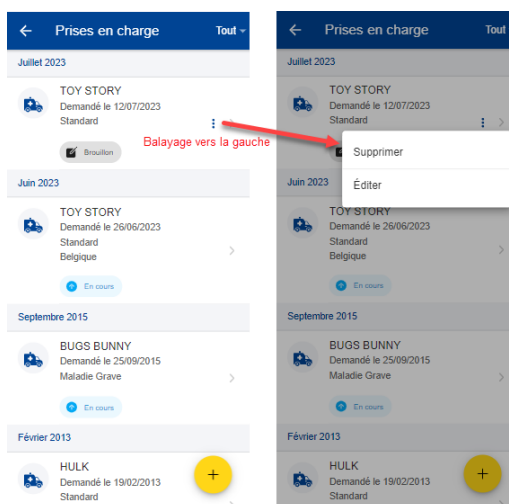 Prises en charge
Tout
Juillet 2023
TOY STORY
Demandé le 12/07/2023
Standard
Brouillon
Juin 2023
TOY STORY
Demandé le 26/06/2023
Standard
Belgique
En cours
Septembre 2015
BUGS BUNNY
Demandé le 25/09/2015
Maladie Grave
En cours
Février 2013
HULK
Demandé le 19/02/2013
Standard
Balayage vers la gauche
Prises en charge
Tout
Juillet 2023
TOY STORY
Demandé le 12/07/2023
Standard
Supprimer
Éditer
Juin 2023
TOY STORY
Demandé le 26/06/2023
Standard
Belgique
En cours
Septembre 2015
BUGS BUNNY
Demandé le 25/09/2015
Maladie Grave
En cours
Février 2013
HULK
Demandé le 19/02/2013
Standard